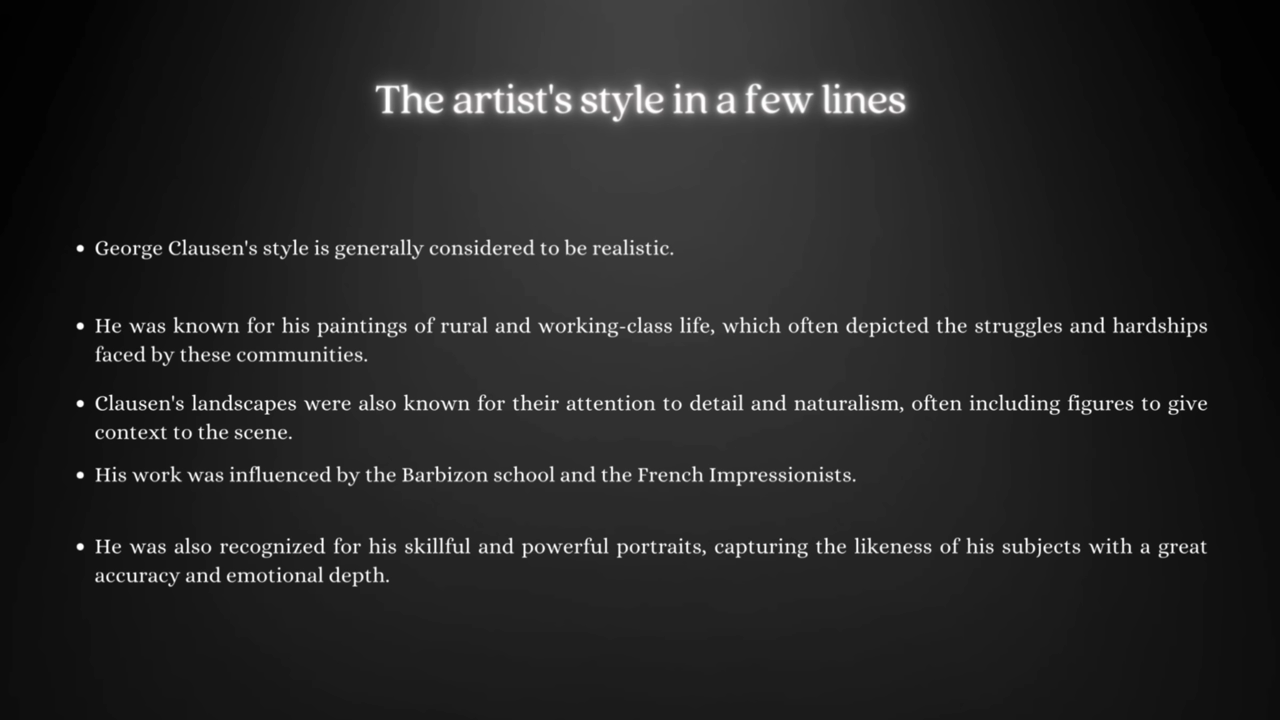 The artist's style in a few lines
• George Clausen's style is generally considered to be realistic.
• He was known for his paintings of rural and working-class life, which often depicted the struggles and hardships
faced by these communities.
• Clausen's landscapes were also known for their attention to detail and naturalism, often including figures to give
context to the scene.
• His work was influenced by the Barbizon school and the French Impressionists.
• He was also recognized for his skillful and powerful portraits, capturing the likeness of his subjects with a great
accuracy and emotional depth.